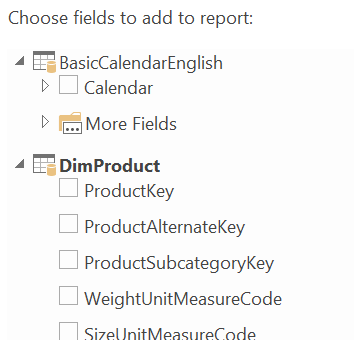 Choose fields to add to report:
BasicCalendarEnglish
Calendar
More Fields
DimProduct
ProductKey
ProductAlternateKey
ProductSubcategoryKey
WeightUnitMeasureCode
SizeUnitMeasureCode